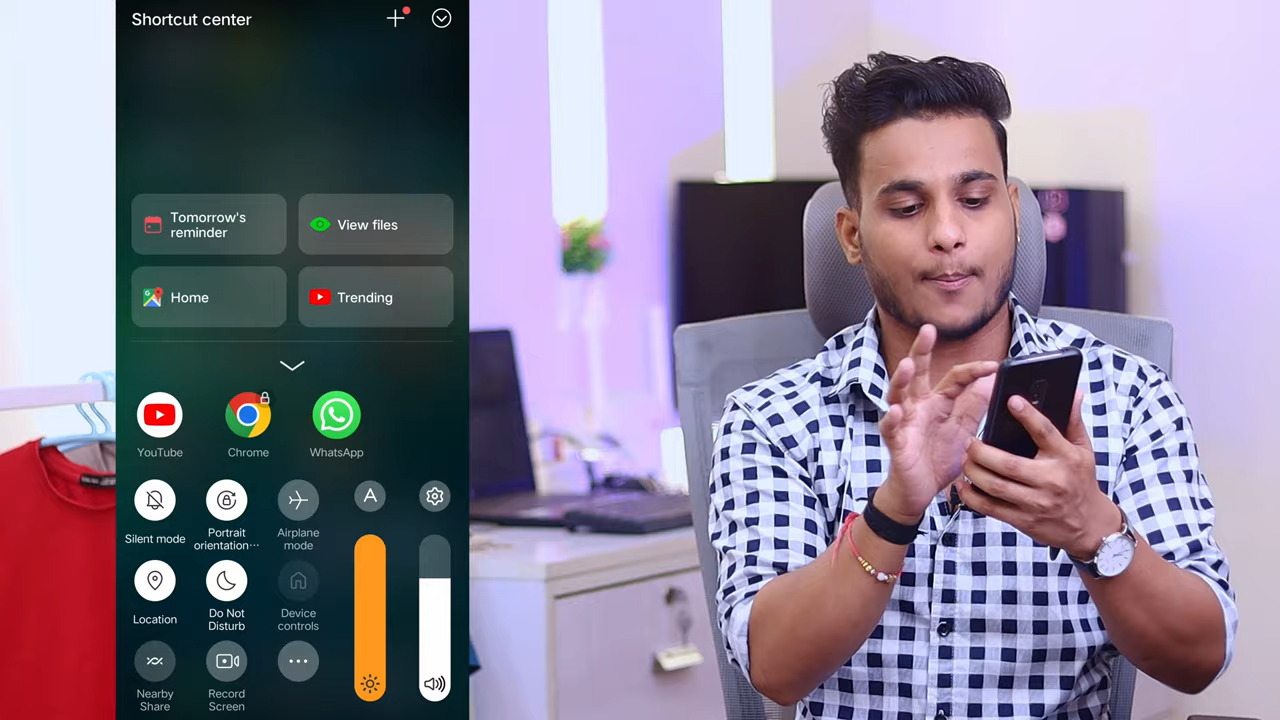 Shortcut center
Tomorrow's
reminder
View files
Home
Trending
YouTube
Chrome
WhatsApp
A
Silent mode
Portrait
orientation…
Airplane
mode
Location
Do Not
Disturb
Device
controls
Nearby
Share
Record
Screen